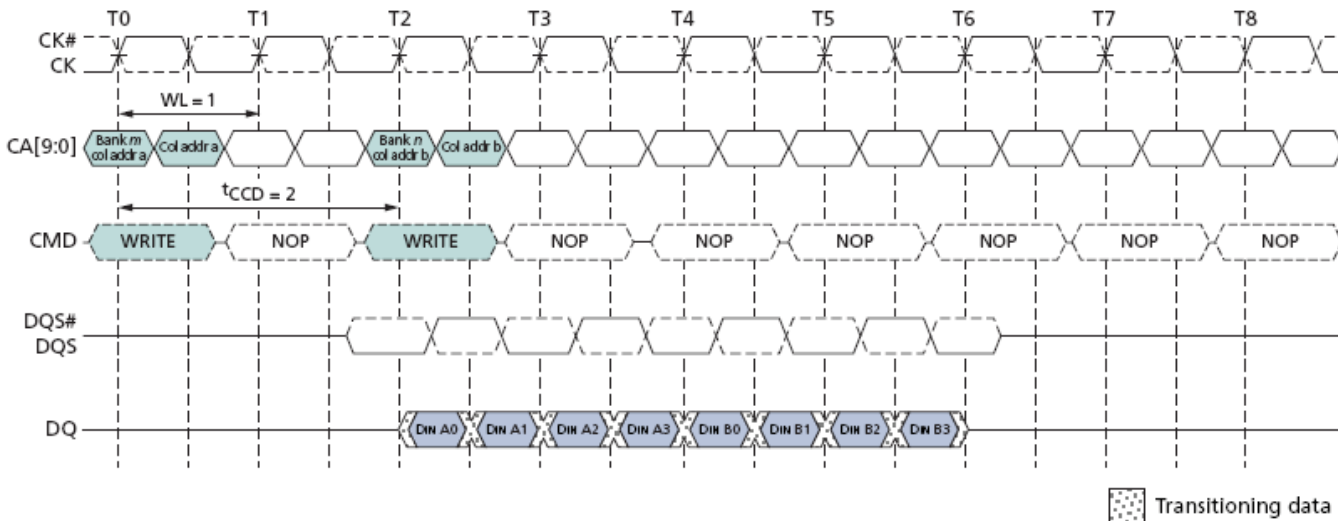 T0 T1 T2 T3 T4 T5 T6 T7 T8
CK#
CK
WL = 1
CA[9:0] Bank m col addr a Col addr a Bank n col addr b Col addr b
tCCD = 2
CMD WRITE NOP WRITE NOP NOP NOP NOP NOP NOP
DQS#
DQS
DQ DIN A0 DIN A1 DIN A2 DIN A3 DIN B0 DIN B1 DIN B2 DIN B3
Transitioning data